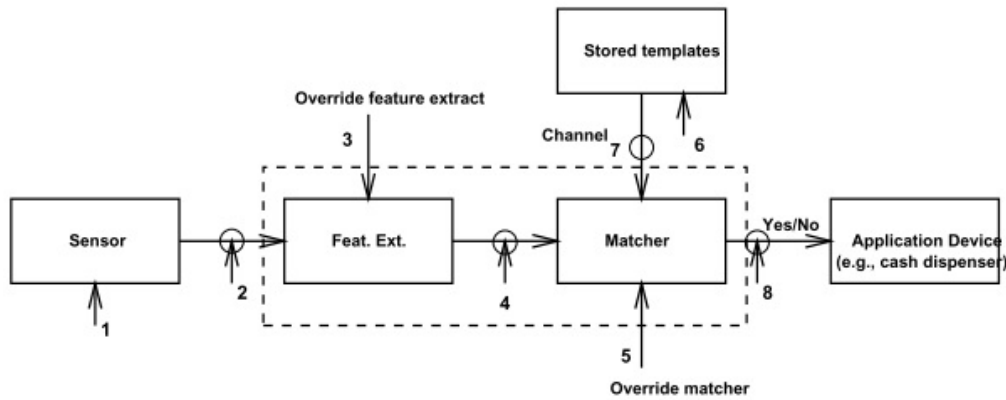 Stored templates
Override feature extract
3
Channel
7
6
Sensor
Feat. Ext.
Matcher
Yes/No
Application Device
(e.g., cash dispenser)
1
2
4
8
5
Override matcher